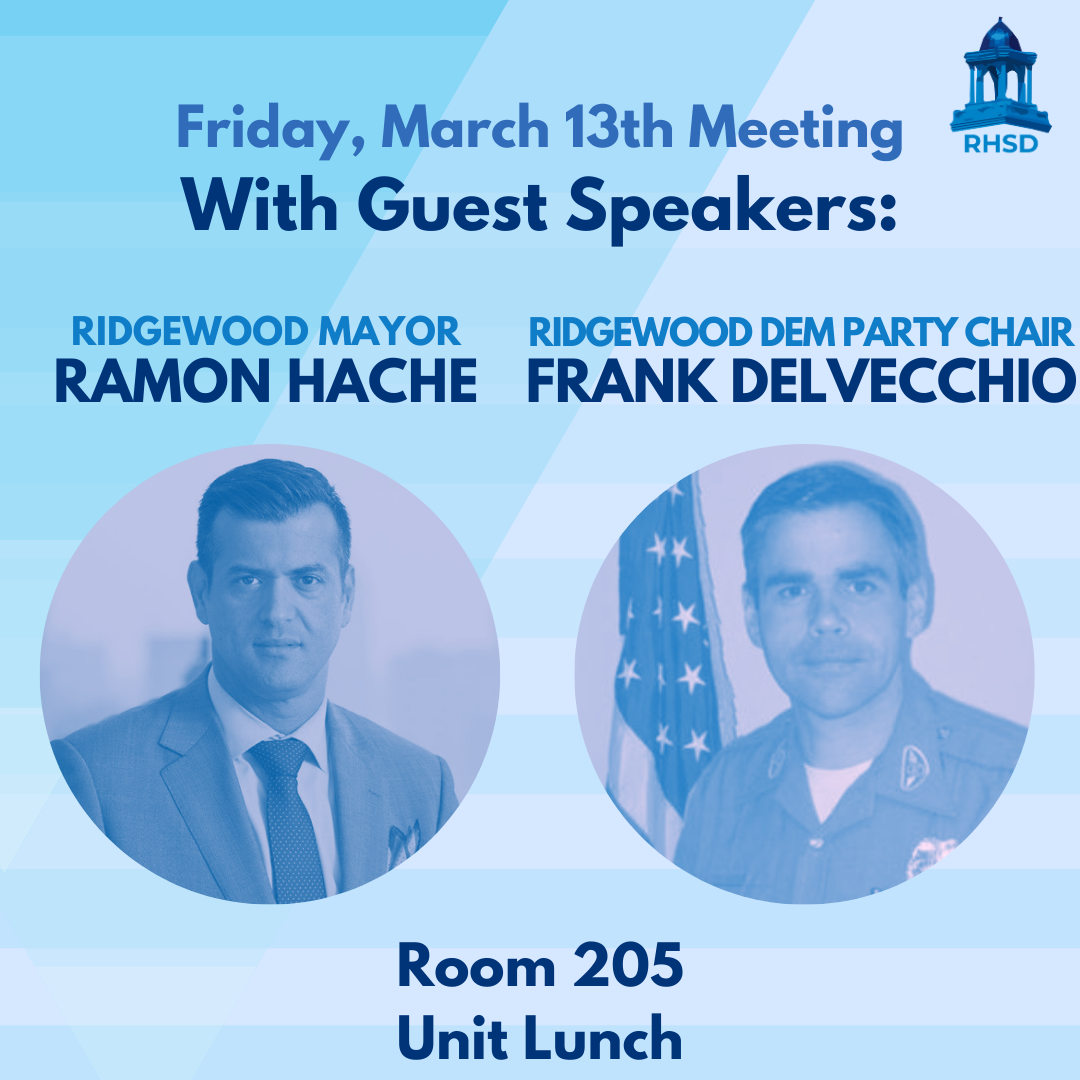 RHSD
Friday, March 13th Meeting
With Guest Speakers:
RIDGEWOOD MAYOR
RAMON HACHE
RIDGEWOOD DEM PARTY CHAIR
FRANK DELVECCHIO
Room 205
Unit Lunch